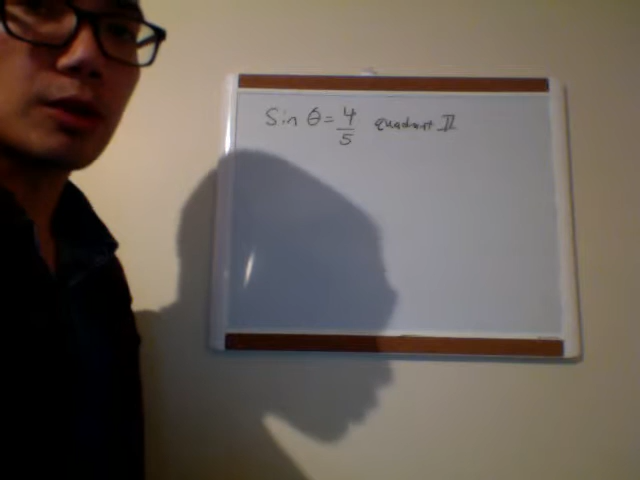 Sin θ = 4/5 quadrant II